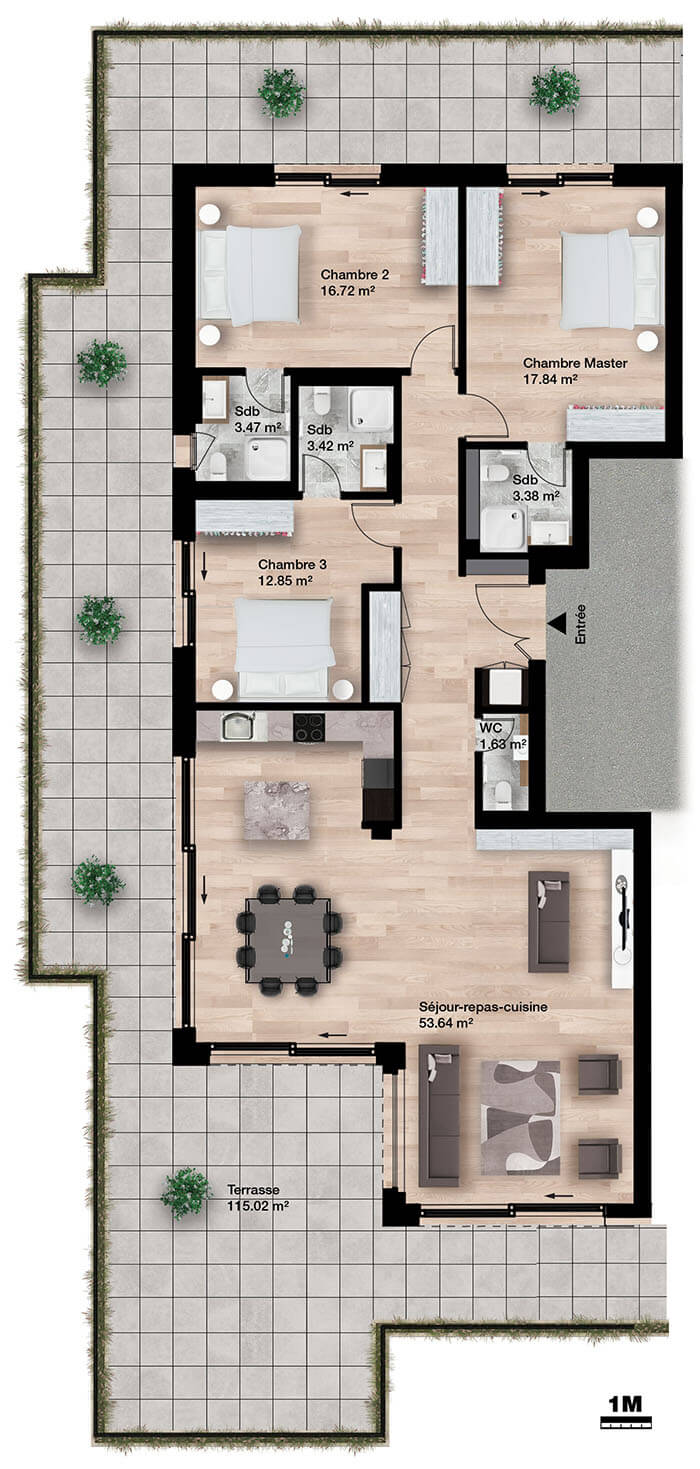 Chambre 2
16.72 m²
Chambre Master
17.84 m²
Sdb
3.47 m²
Sdb
3.42 m²
Sdb
3.38 m²
Chambre 3
12.85 m²
Entrée
WC
1.63 m²
Séjour-repas-cuisine
53.64 m²
Terrasse
115.02 m²
1M